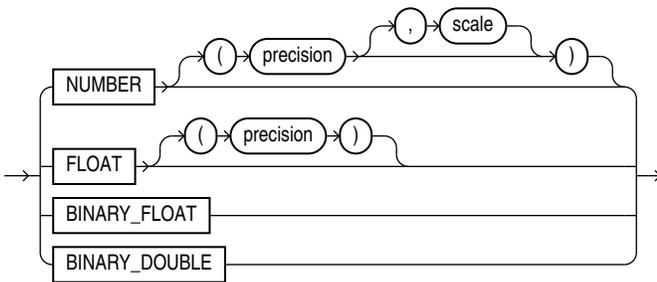 ( precision , scale )
NUMBER
( precision )
FLOAT
BINARY_FLOAT
BINARY_DOUBLE